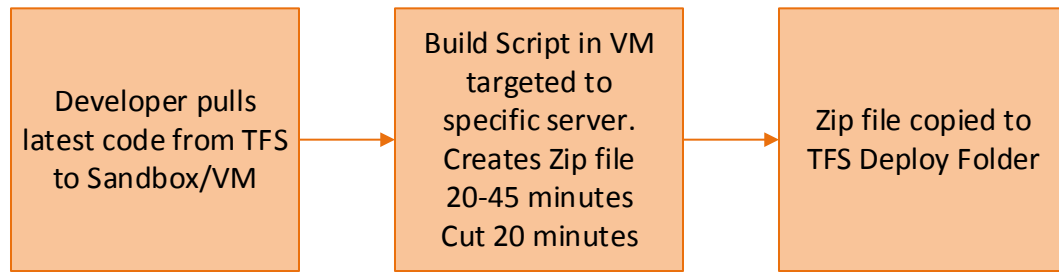 Developer pulls
latest code from TFS
to Sandbox/VM
Build Script in VM
targeted to
specific server.
Creates Zip file
20-45 minutes
Cut 20 minutes
Zip file copied to
TFS Deploy Folder